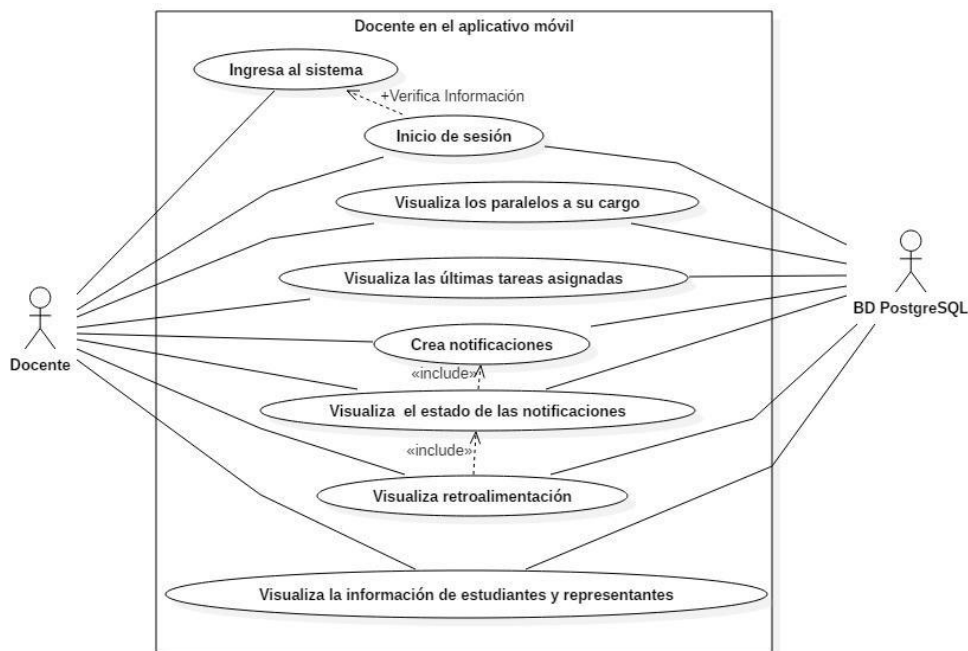 Docente en el aplicativo móvil
Ingresa al sistema
+Verifica Información
Inicio de sesión
Visualiza los paralelos a su cargo
Visualiza las últimas tareas asignadas
BD PostgreSQL
Crea notificaciones
Docente
«include»
Visualiza el estado de las notificaciones
«include»
Visualiza retroalimentación
Visualiza la información de estudiantes y representantes